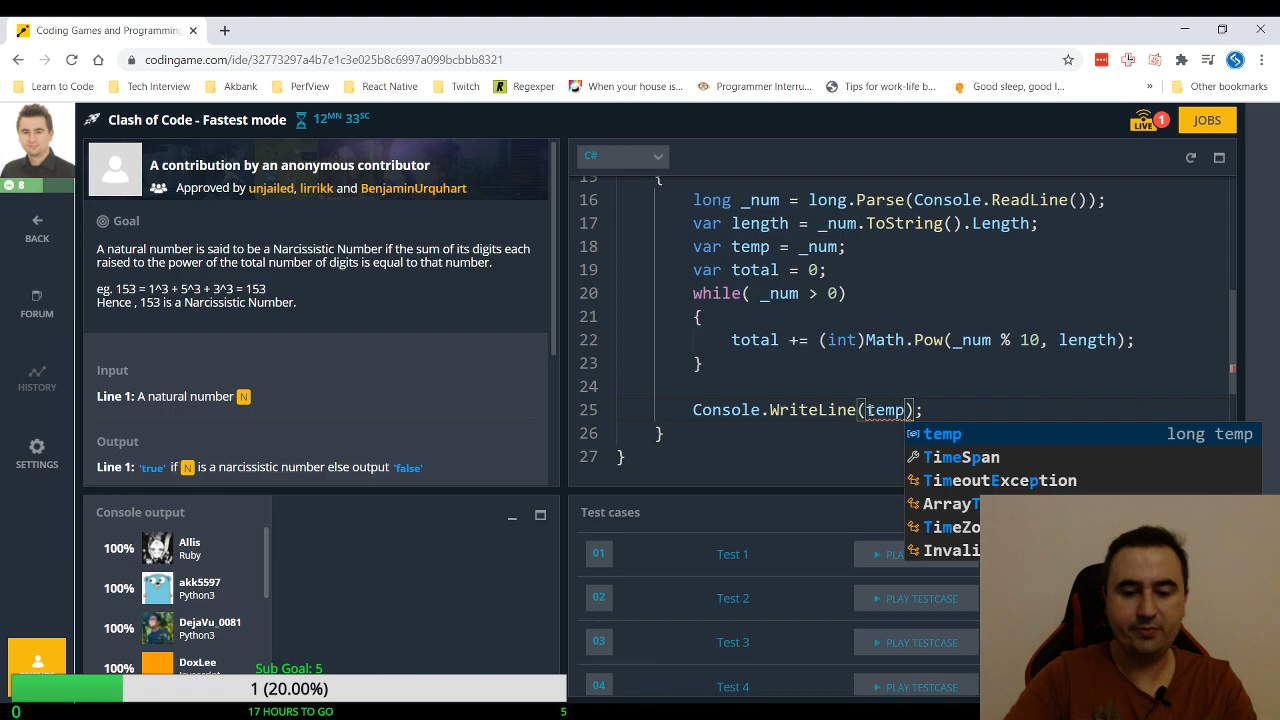 Coding Games and Programming
codingame.com/ide/32773297a4b7e1c3e025b8c6997d999bcbbb8321
Learn to Code
Tech Interview
Akbank
PerfView
React Native
Twitch
Regexper
When your house is...
Programmer Interru...
Tips for work-life b...
Good sleep, good l...
»
Other bookmarks
Clash of Code - Fastest mode
12MN 33SC
LIVE
1
JOBS
8
BACK
FORUM
HISTORY
SETTINGS
A contribution by an anonymous contributor
Approved by unjailed, lirrikk and BenjaminUrquhart
Goal
A natural number is said to be a Narcissistic Number if the sum of its digits each
raised to the power of the total number of digits is equal to that number.
eg. 153 = 1^3 + 5^3 + 3^3 = 153
Hence , 153 is a Narcissistic Number.
Input
Line 1: A natural number N
Output
Line 1: 'true' if N is a narcissistic number else output 'false'
C#
15 {
16 long _num = long.Parse(Console.ReadLine());
17 var length = _num.ToString().Length;
18 var temp = _num;
19 var total = 0;
20 while( _num > 0)
21 {
22 total += (int)Math.Pow(_num % 10, length);
23 }
24
25 Console.WriteLine(temp);
26 }
27 }
temp long temp
TimeSpan
TimeoutException
ArrayT
TimeZo
Invali
Console output
100% Allis
Ruby
100% akk5597
Python3
100% DejaVu_0081
Python3
100% DoxLee
Test cases
01 Test 1 PLA
02 Test 2 PLAY TESTCASE
03 Test 3 PLAY TESTCASE
04 Test 4 PLAY TESTCASE
Sub Goal: 5
1 (20.00%)
0
17 HOURS TO GO
5